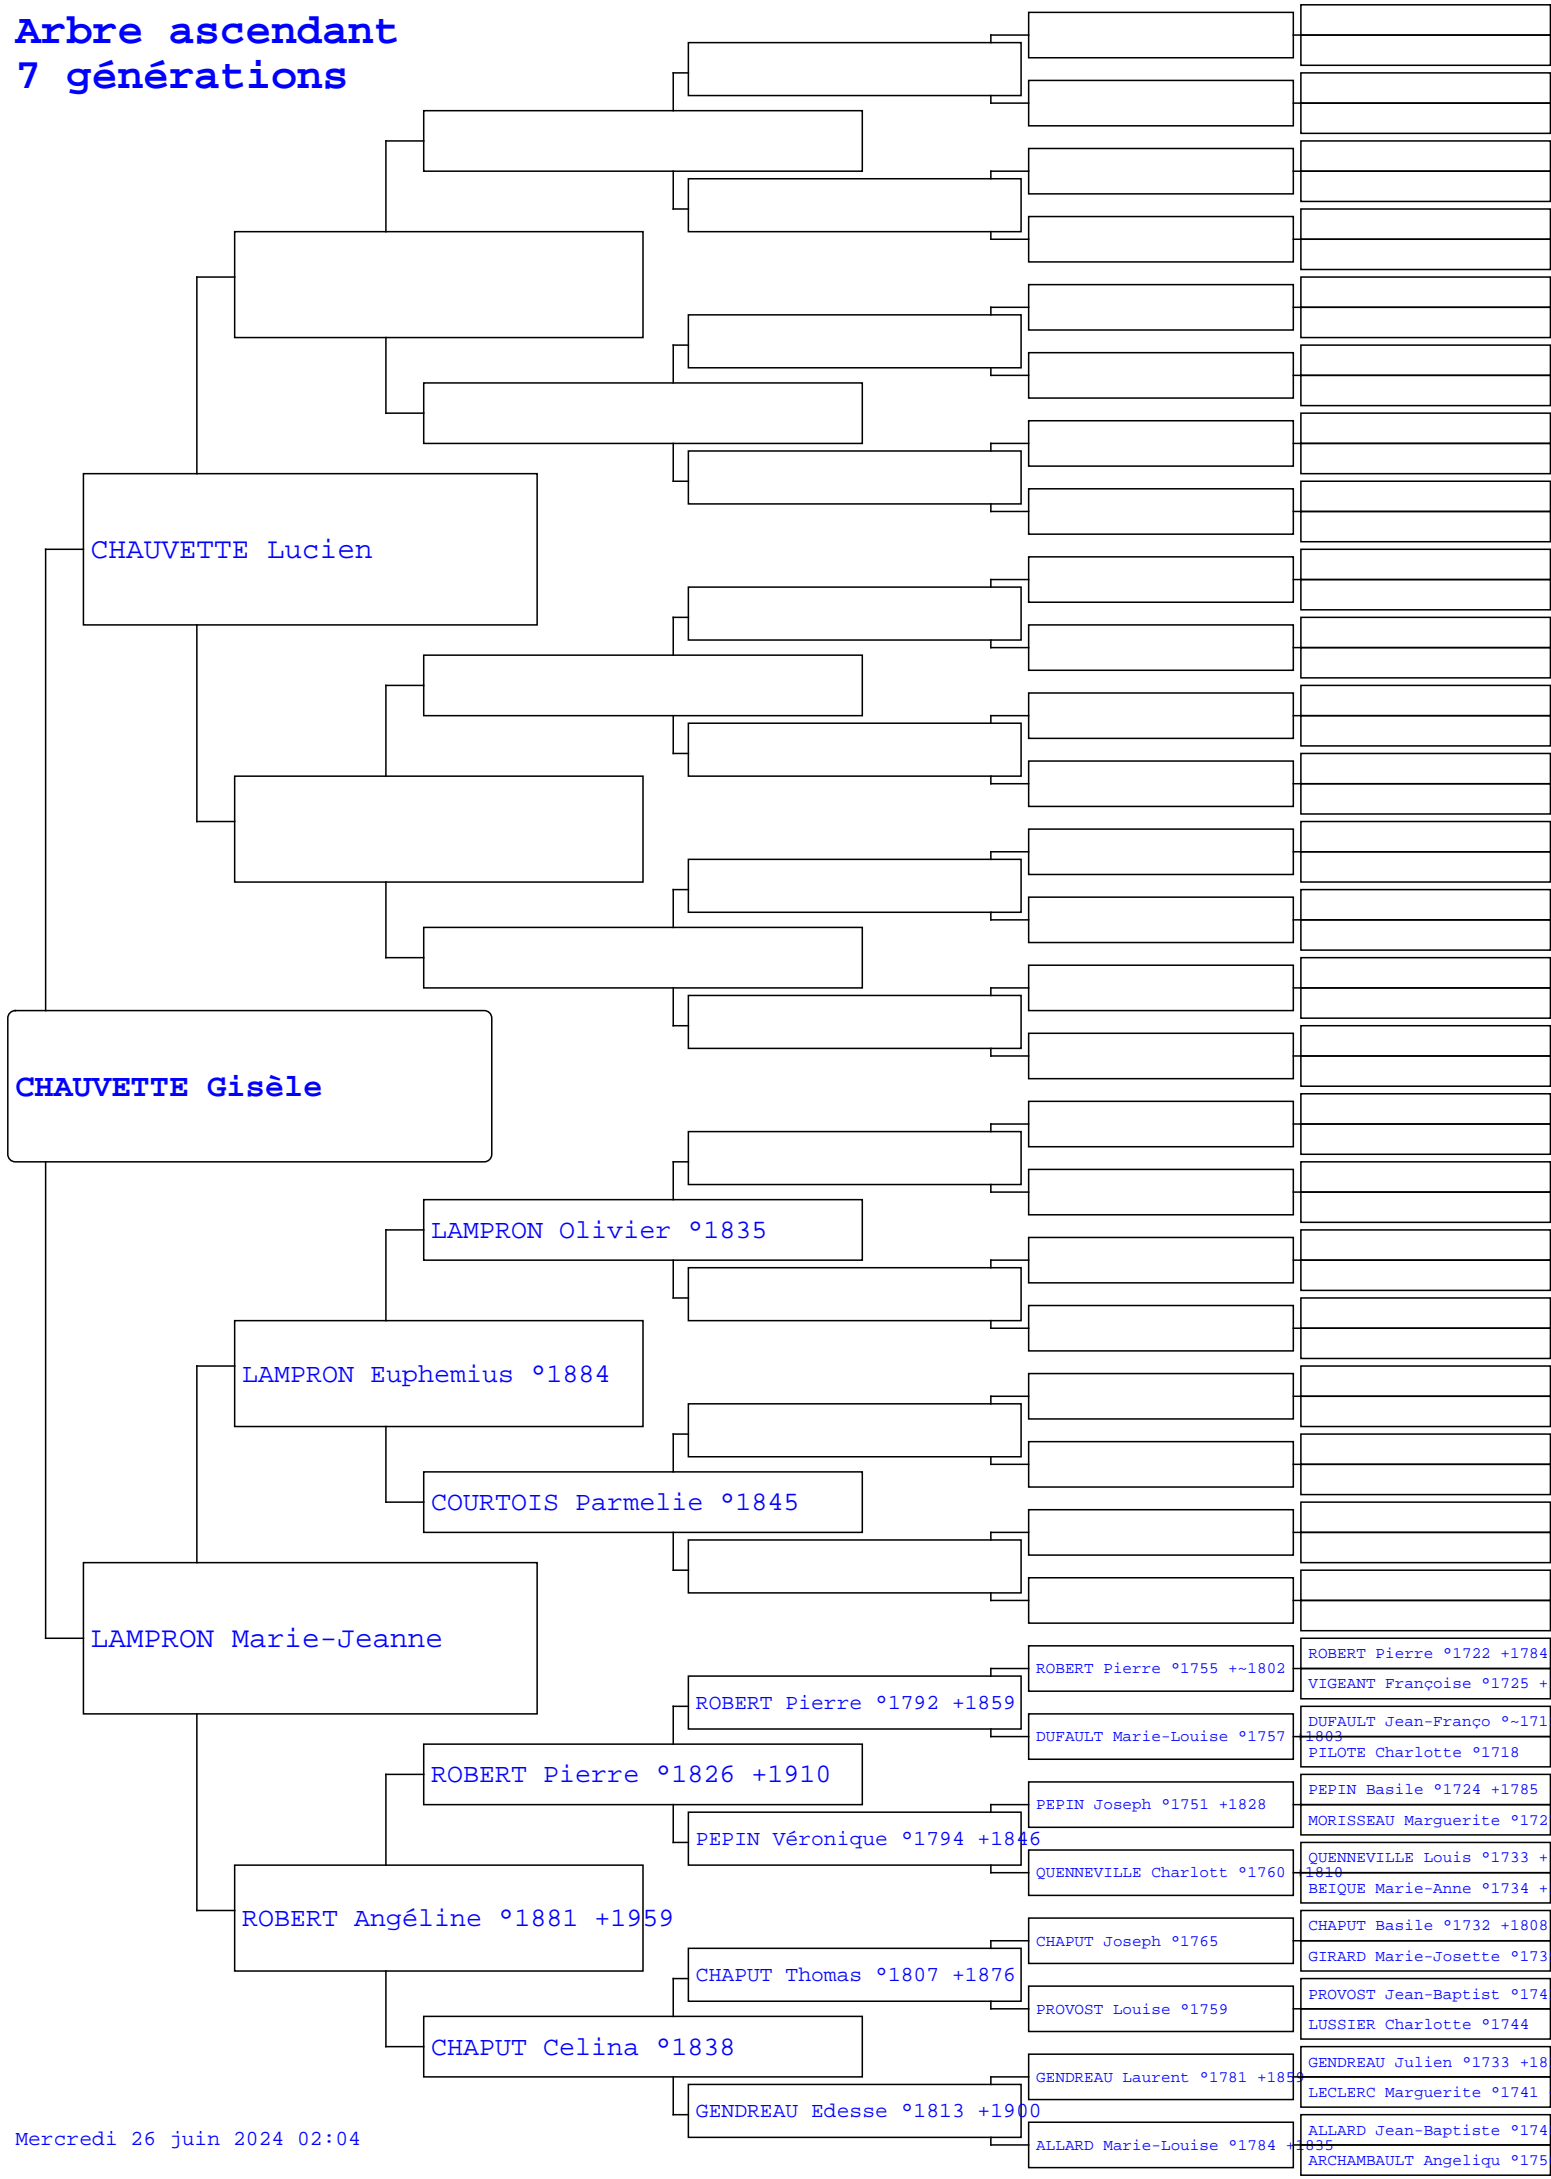 Arbre ascendant
7 générations
CHAUVETTE Lucien
CHAUVETTE Gisèle
LAMPRON Olivier °1835
LAMPRON Euphemius °1884
COURTOIS Parmelie °1845
LAMPRON Marie-Jeanne
ROBERT Pierre °1722 +1784
ROBERT Pierre °1755 +~1802
VIGEANT Françoise °1725 +
ROBERT Pierre °1792 +1859
DUFAULT Jean-Franço °~171
DUFAULT Marie-Louise °1757 +1803
PILOTE Charlotte °1718
ROBERT Pierre °1826 +1910
PEPIN Basile °1724 +1785
PEPIN Joseph °1751 +1828
MORISSEAU Marguerite °172
PEPIN Véronique °1794 +1846
QUENNEVILLE Louis °1733 +
QUENNEVILLE Charlott °1760 +1810
BEIQUE Marie-Anne °1734 +
ROBERT Angéline °1881 +1959
CHAPUT Basile °1732 +1808
CHAPUT Joseph °1765
GIRARD Marie-Josette °173
CHAPUT Thomas °1807 +1876
PROVOST Jean-Baptist °174
PROVOST Louise °1759
LUSSIER Charlotte °1744
CHAPUT Celina °1838
GENDREAU Julien °1733 +18
GENDREAU Laurent °1781 +1859
LECLERC Marguerite °1741
GENDREAU Edesse °1813 +1900
ALLARD Jean-Baptiste °174
ALLARD Marie-Louise °1784 +1835
ARCHAMBAULT Angeliqu °175
Mercredi 26 juin 2024 02:04